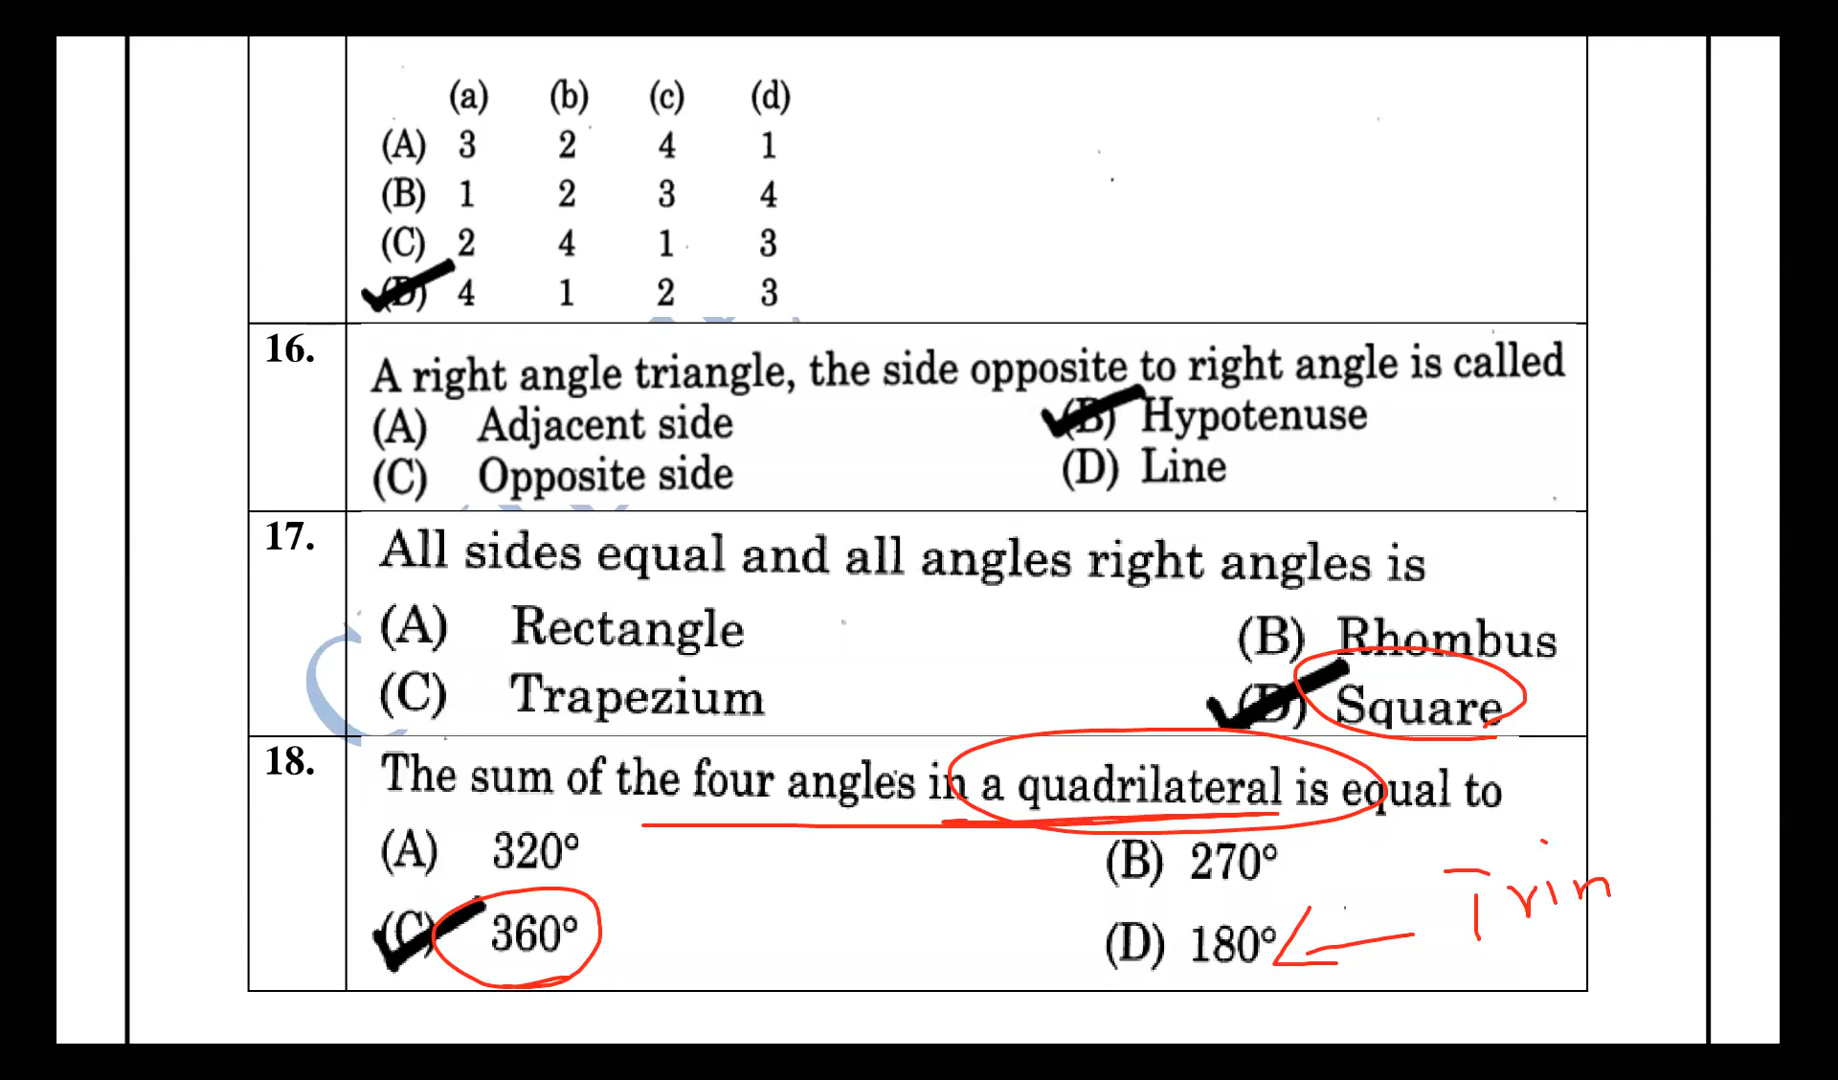 (a) (b) (c) (d)
(A) 3 2 4 1
(B) 1 2 3 4
(C) 2 4 1 3
(D) 4 1 2 3
16. A right angle triangle, the side opposite to right angle is called
(A) Adjacent side (B) Hypotenuse
(C) Opposite side (D) Line
17. All sides equal and all angles right angles is
(A) Rectangle (B) Rhombus
(C) Trapezium (D) Square
18. The sum of the four angles in a quadrilateral is equal to
(A) 320° (B) 270°
Trin
(C) 360° (D) 180°